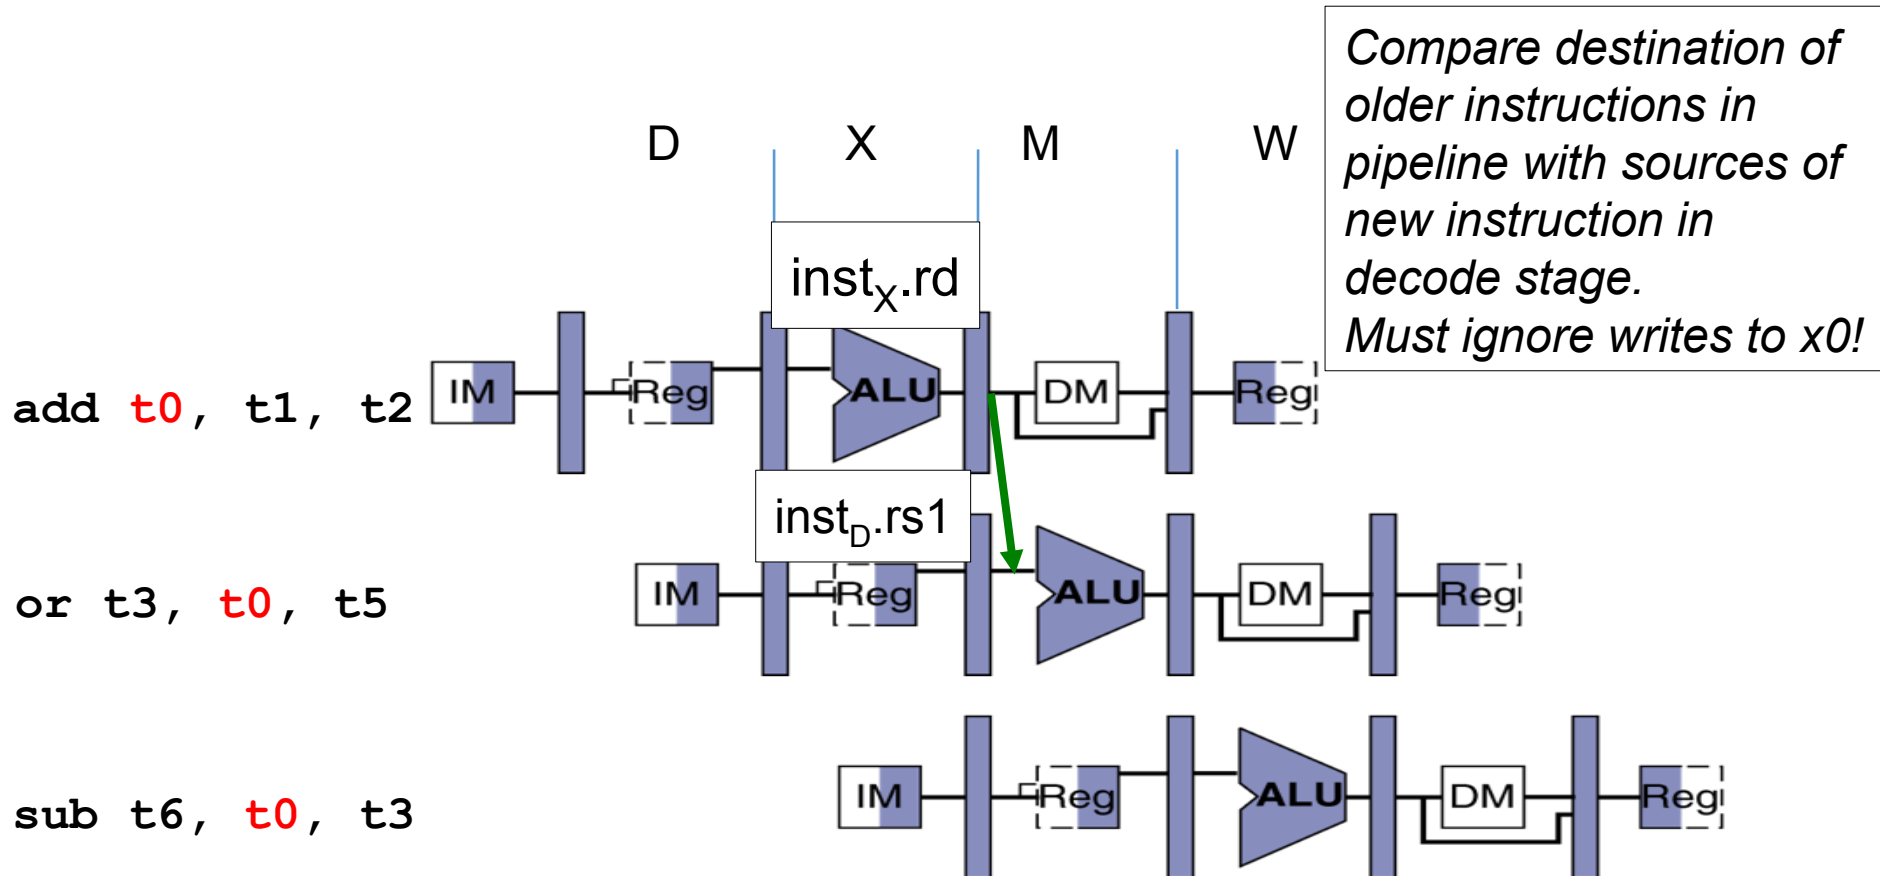 Compare destination of
older instructions in
pipeline with sources of
new instruction in
decode stage.
Must ignore writes to x0!
D X M W
inst_X.rd
add t0, t1, t2 IM Reg ALU DM Reg
inst_D.rs1
or t3, t0, t5 IM Reg ALU DM Reg
sub t6, t0, t3 IM Reg ALU DM Reg